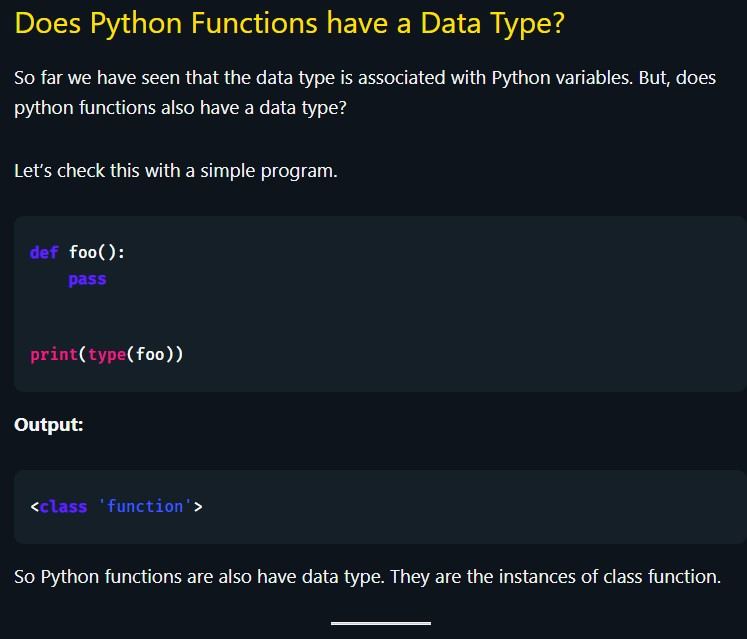 Does Python Functions have a Data Type?
So far we have seen that the data type is associated with Python variables. But, does
python functions also have a data type?
Let’s check this with a simple program.
def foo():
    pass
print(type(foo))
Output:
<class 'function'>
So Python functions are also have data type. They are the instances of class function.